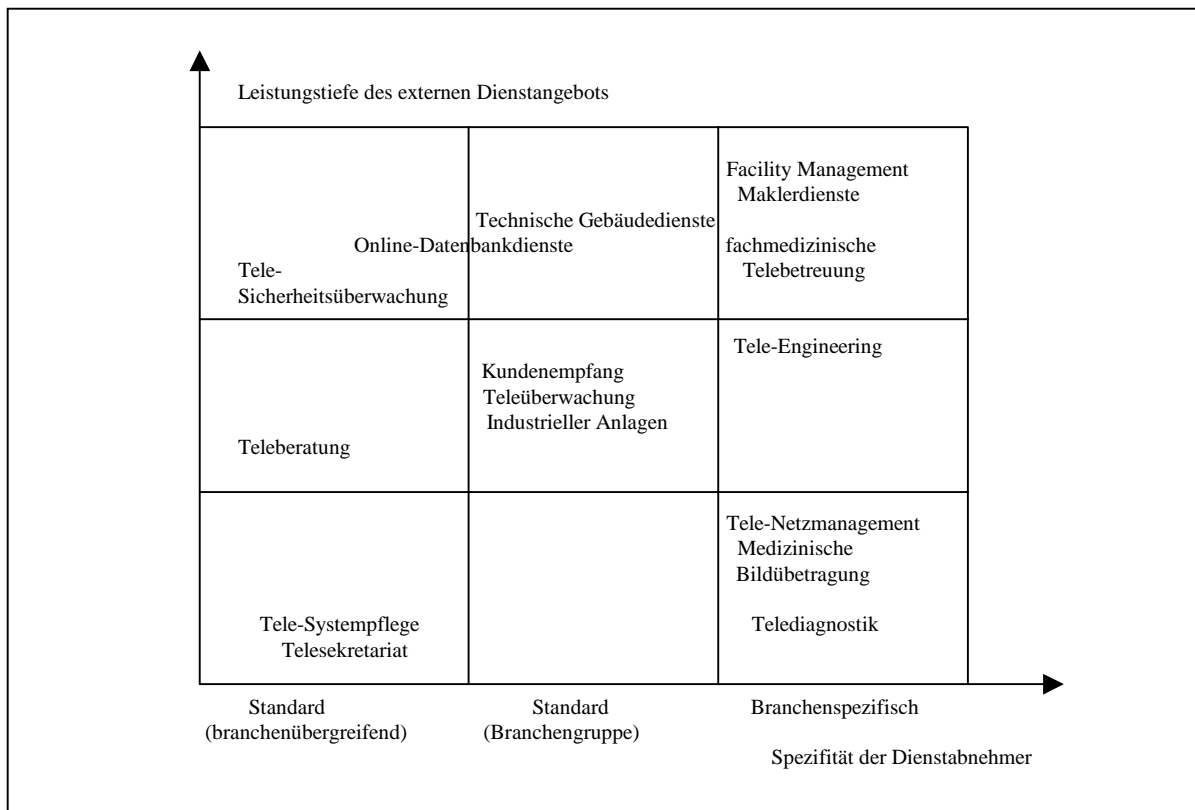 Leistungstiefe des externen Dienstangebots
Facility Management
Maklerdienste
Technische Gebäudedienste
Online-Datenbankdienste
fachmedizinische
Telebetreuung
Tele-
Sicherheitsüberwachung
Tele-Engineering
Kundenempfang
Teleüberwachung
Industrieller Anlagen
Teleberatung
Tele-Netzmanagement
Medizinische
Bildübetragung
Telediagnostik
Tele-Systempflege
Telesekretariat
Standard
(branchenübergreifend)
Standard
(Branchengruppe)
Branchenspezifisch
Spezifität der Dienstabnehmer